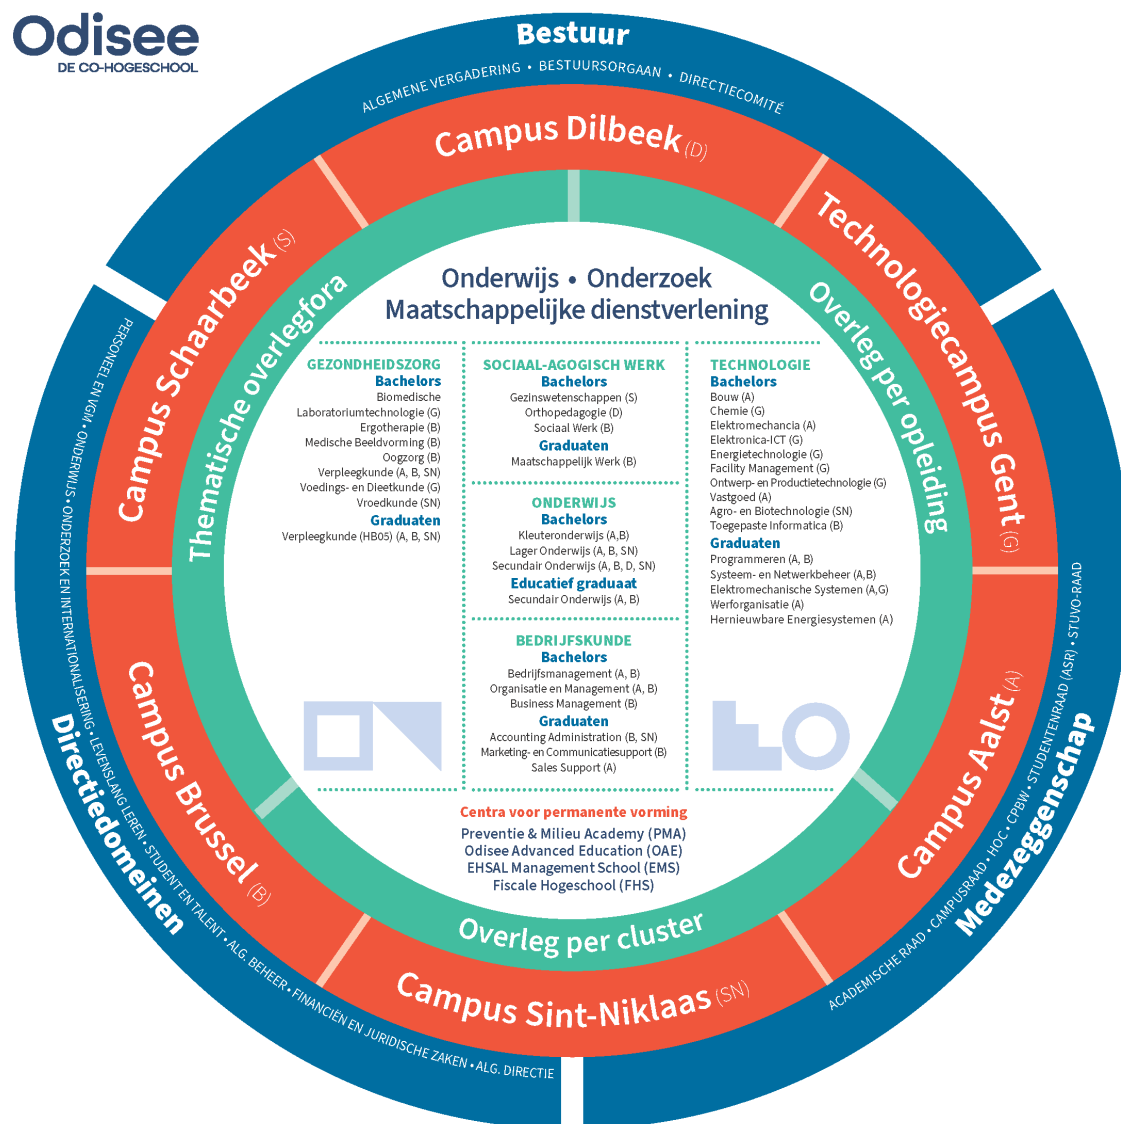 Odisee
DE CO-HOGESCHOOL
Bestuur
ALGEMENE VERGADERING • BESTUURSORGAAN • DIRECTIECOMITÉ
Campus Dilbeek (D)
Technologiecampus Gent (G)
Campus Aalst (A)
Campus Sint-Niklaas (SN)
Campus Brussel (B)
Campus Schaarbeek (S)
Thematische overlegfora
Overleg per opleiding
Overleg per cluster
Onderwijs • Onderzoek
Maatschappelijke dienstverlening
GEZONDHEIDSZORG
Bachelors
Biomedische
Laboratoriumtechnologie (G)
Ergotherapie (B)
Medische Beeldvorming (B)
Oogzorg (B)
Verpleegkunde (A, B, SN)
Voedings- en Dieetkunde (G)
Vroedkunde (SN)
Graduaten
Verpleegkunde (HB05) (A, B, SN)
SOCIAAL-AGOGISCH WERK
Bachelors
Gezinswetenschappen (S)
Orthopedagogie (D)
Sociaal Werk (B)
Graduaten
Maatschappelijk Werk (B)
ONDERWIJS
Bachelors
Kleuteronderwijs (A,B)
Lager Onderwijs (A, B, SN)
Secundair Onderwijs (A, B, D, SN)
Educatief graduaat
Secundair Onderwijs (A, B)
BEDRIJFSKUNDE
Bachelors
Bedrijfsmanagement (A, B)
Organisatie en Management (A, B)
Business Management (B)
Graduaten
Accounting Administration (B, SN)
Marketing- en Communicatiesupport (B)
Sales Support (A)
TECHNOLOGIE
Bachelors
Bouw (A)
Chemie (G)
Elektromechancia (A)
Elektronica-ICT (G)
Energietechnologie (G)
Facility Management (G)
Ontwerp- en Productietechnologie (G)
Vastgoed (A)
Agro- en Biotechnologie (SN)
Toegepaste Informatica (B)
Graduaten
Programmeren (A, B)
Systeem- en Netwerkbeheer (A,B)
Elektromechanische Systemen (A,G)
Werforganisatie (A)
Hernieuwbare Energiesystemen (A)
Centra voor permanente vorming
Preventie & Milieu Academy (PMA)
Odisee Advanced Education (OAE)
EHSAL Management School (EMS)
Fiscale Hogeschool (FHS)
Directiedomeinen
PERSONEEL EN VGM • ONDERWIJS • ONDERZOEK EN INTERNATIONALISERING • LEVENSLANG LEREN • STUDENT EN TALENT • ALG. BEHEER • FINANCIËN EN JURIDISCHE ZAKEN • ALG. DIRECTIE
Medezeggenschap
ACADEMISCHE RAAD • CAMPUSRAAD • HOC • CPBW • STUDENTENRAAD (ASR) • STUVO-RAAD